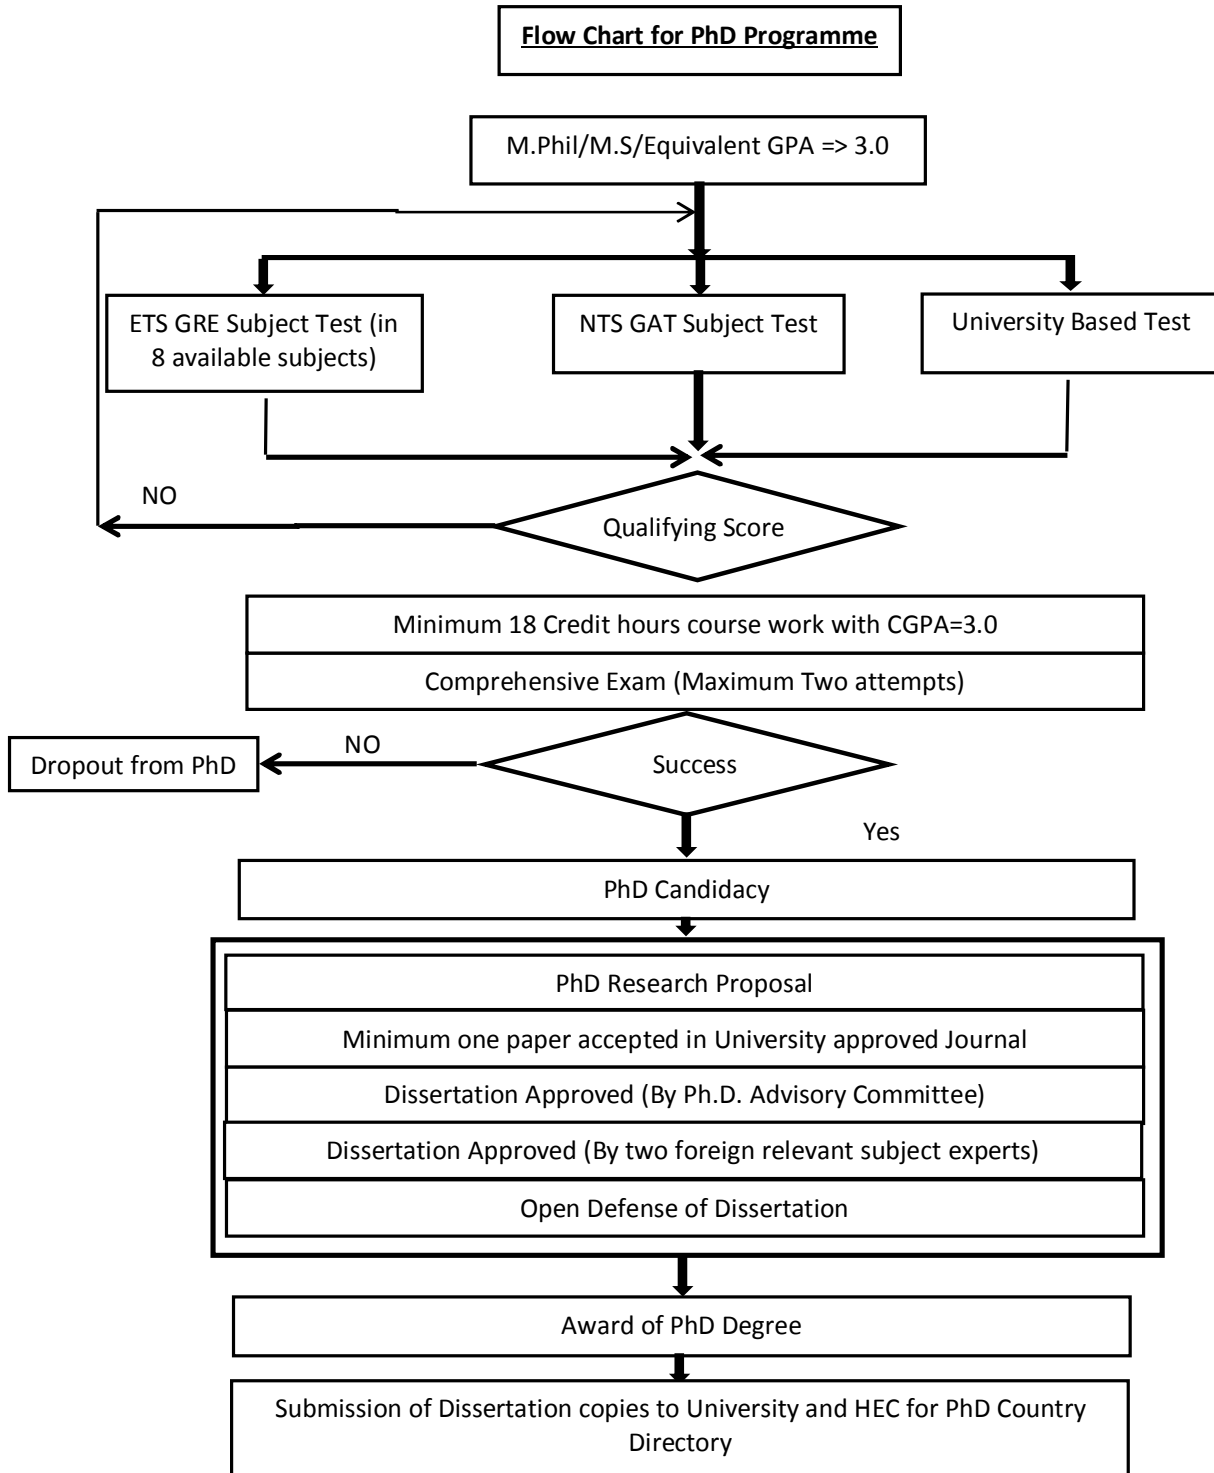 Flow Chart for PhD Programme
M.Phil/M.S/Equivalent GPA => 3.0
ETS GRE Subject Test (in
8 available subjects)
NTS GAT Subject Test
University Based Test
NO
Qualifying Score
Minimum 18 Credit hours course work with CGPA=3.0
Comprehensive Exam (Maximum Two attempts)
NO
Dropout from PhD
Success
Yes
PhD Candidacy
PhD Research Proposal
Minimum one paper accepted in University approved Journal
Dissertation Approved (By Ph.D. Advisory Committee)
Dissertation Approved (By two foreign relevant subject experts)
Open Defense of Dissertation
Award of PhD Degree
Submission of Dissertation copies to University and HEC for PhD Country
Directory